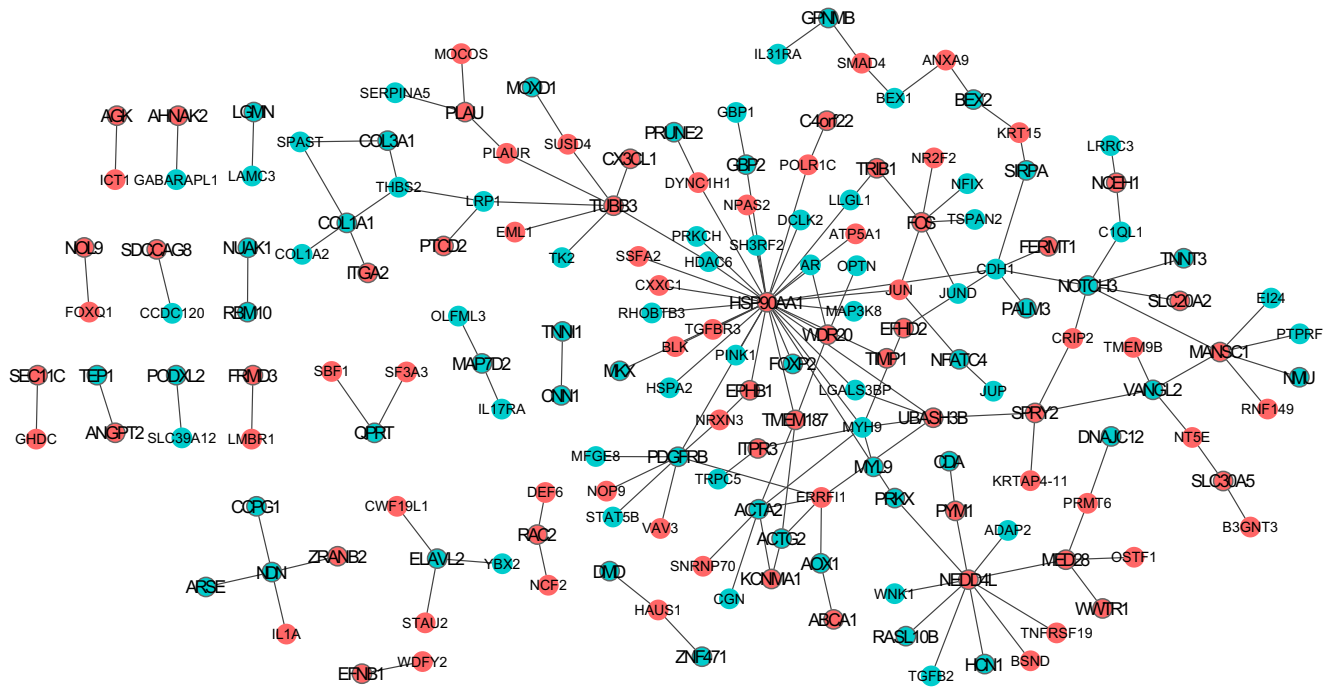 GPNMB
MOCOS
IL31RA
SMAD4
ANXA9
SERPINA5
MOXD1
BEX1
BEX2
AGK
AHNAK2
LGMN
PLAU
GBP1
C4orf22
PRUNE2
KRT15
SPAST
COL3A1
SUSD4
PLAUR
CX3CL1
GBP2
POLR1C
NR2F2
LRRC3
ICT1
GABARAPL1
LAMC3
DYNC1H1
TRIB1
SIRPA
NCEH1
THBS2
LRP1
TUBB3
NPAS2
LLGL1
NFIX
COL1A1
DCLK2
FOS
TSPAN2
EML1
PRKCH
SH3RF2
ATP5A1
C1QL1
NOL9
SDCCAG8
NUAK1
COL1A2
PTCD2
TK2
SSFA2
HDAC6
AR
OPTN
FERMT1
TNNT3
ITGA2
CDH1
CXXC1
JUN
JUND
NOTCH3
SLC20A2
EI24
FOXQ1
CCDC120
RBM10
RHOBTB3
HSP90AA1
MAP3K8
PALM3
OLFML3
TNNI1
TGFBR3
WDR20
EFHD2
CRIP2
PTPRF
BLK
TMEM9B
MANSC1
SEC11C
TEP1
PODXL2
FRMD3
SBF1
SF3A3
MAP7D2
MKX
PINK1
FOXP2
TIMP1
NFATC4
NMU
HSPA2
EPHB1
LGALS3BP
JUP
VANGL2
RNF149
IL17RA
CNN1
GHDC
ANGPT2
SLC39A12
LMBR1
QPRT
NRXN3
TMEM187
UBASH3B
SPRY2
MYH9
DNAJC12
NT5E
MFGE8
PDGFRB
ITPR3
MYL9
CDA
NOP9
TRPC5
KRTAP4-11
SLC30A5
DEF6
PRKX
CCPG1
CWF19L1
STAT5B
ACTA2
ERRFI1
PYM1
PRMT6
VAV3
B3GNT3
RAC2
ADAP2
ACTG2
ZRANB2
ELAVL2
YBX2
SNRNP70
AOX1
MED28
OSTF1
NDN
DMD
KCNMA1
NEDD4L
ARSE
NCF2
CGN
WNK1
HAUS1
WWTR1
STAU2
ABCA1
IL1A
RASL10B
TNFRSF19
WDFY2
ZNF471
HCN1
BSND
EFNB1
TGFB2